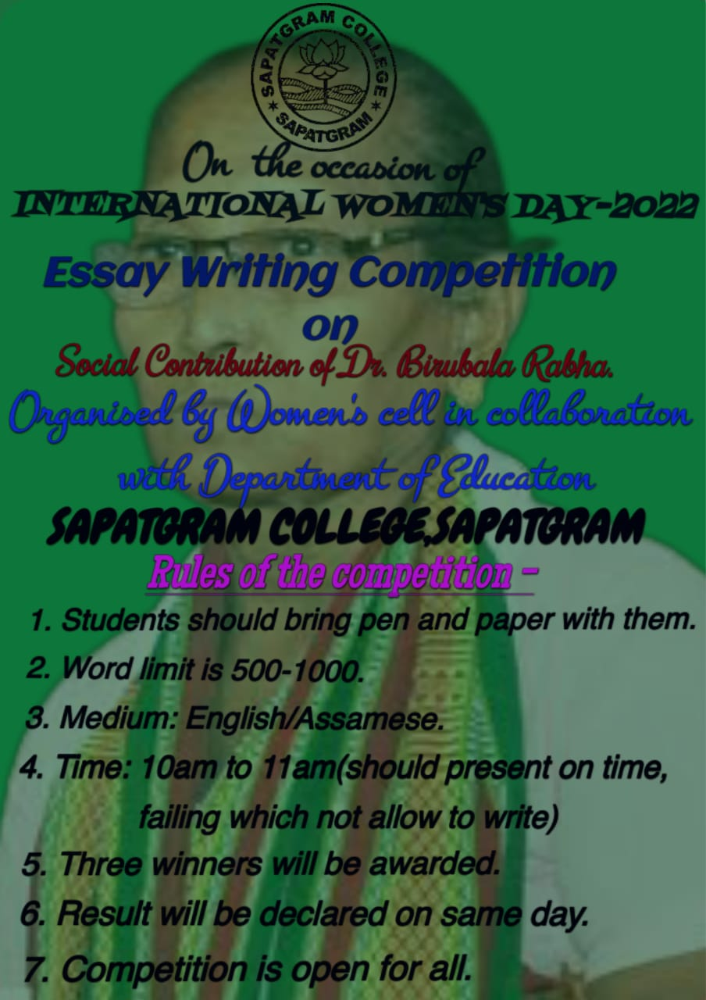 SAPATGRAM COLLEGE
SAPATGRAM
On the occasion of
INTERNATIONAL WOMEN'S DAY-2022
Essay Writing Competition
on
Social Contribution of Dr. Birubala Rabha.
Organised by Women's cell in collaboration
with Department of Education
SAPATGRAM COLLEGE,SAPATGRAM
Rules of the competition -
1. Students should bring pen and paper with them.
2. Word limit is 500-1000.
3. Medium: English/Assamese.
4. Time: 10am to 11am(should present on time,
failing which not allow to write)
5. Three winners will be awarded.
6. Result will be declared on same day.
7. Competition is open for all.